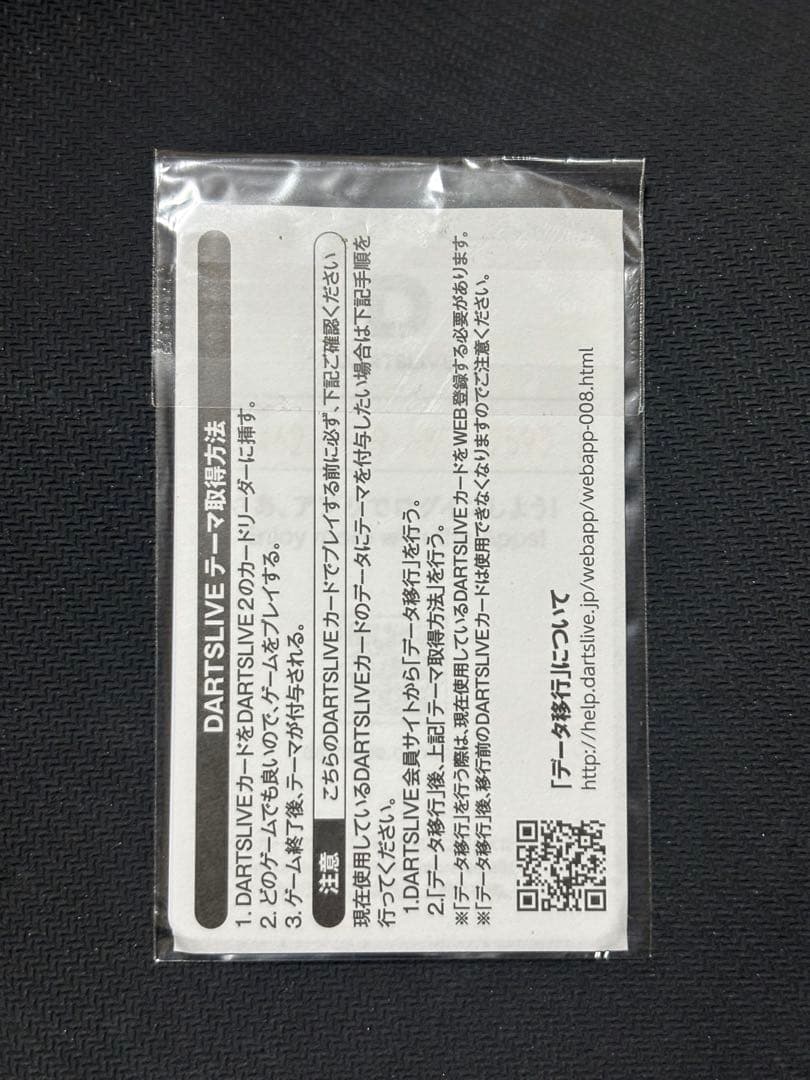 DARTSLIVE テーマ取得方法
1. DARTSLIVEカードをDARTSLIVE2のカードリーダーに挿す。
2. どのゲームでも良いので、ゲームをプレイする。
3. ゲーム終了後、テーマが付与される。
注意 こちらのDARTSLIVEカードでプレイする前に必ず、下記ご確認ください
現在使用しているDARTSLIVEカードのデータにテーマを付与したい場合は下記手順を
行ってください。
1.DARTSLIVE会員サイトから「データ移行」を行う。
2.「データ移行」後、上記「テーマ取得方法」を行う。
※「データ移行」を行う際は、現在使用しているDARTSLIVEカードをWEB登録する必要があります。
※「データ移行」後、移行前のDARTSLIVEカードは使用できなくなりますのでご注意ください。
「データ移行」について
http://help.dartslive.jp/webapp/webapp-008.html